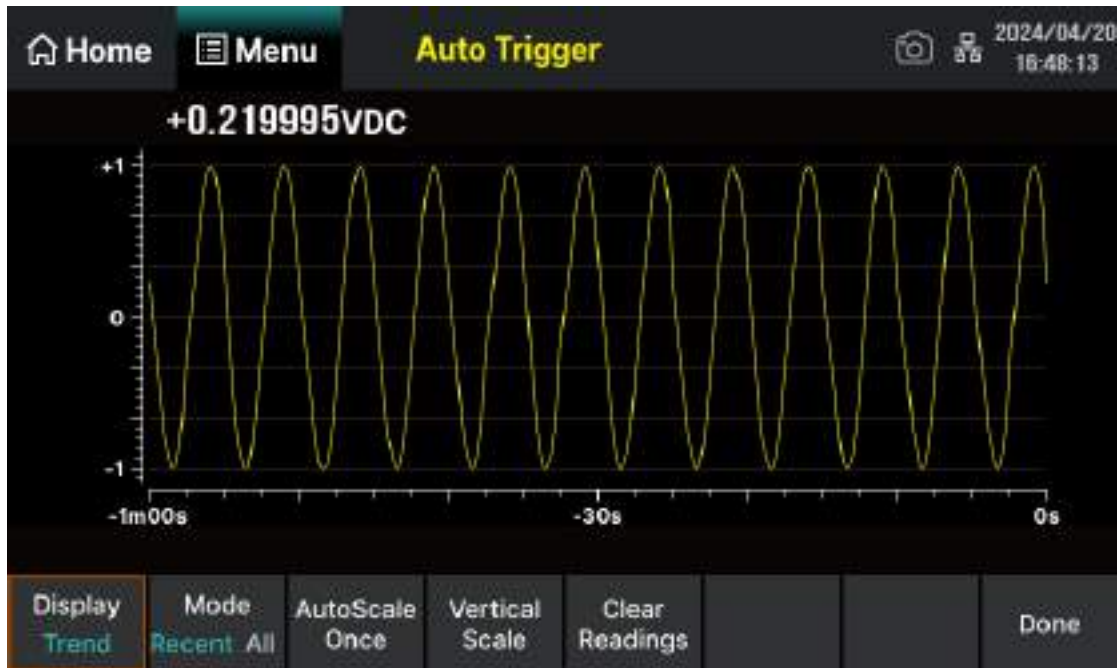 Home Menu Auto Trigger 2024/04/20
16:48:13
+0.219995VDC
+1
0
-1
-1m00s -30s 0s
Display Mode AutoScale Vertical Clear Done
Trend Recent All Once Scale Readings